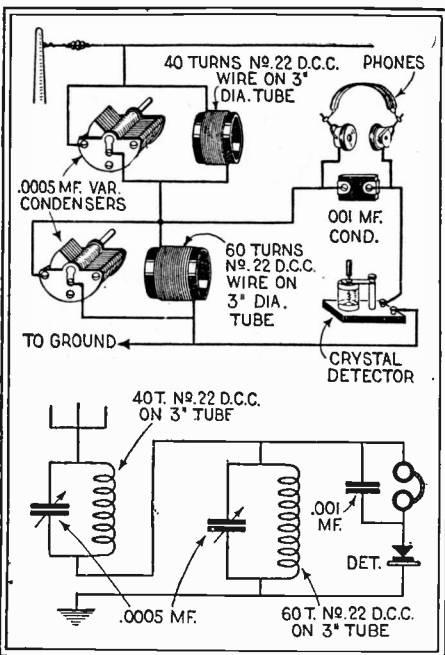 40 TURNS Nº.22 D.C.C.
WIRE ON 3"
DIA. TUBE
PHONES
.0005 MF. VAR.
CONDENSERS
001 MF.
COND.
60 TURNS
Nº.22 D.C.C.
WIRE ON
3" DIA.
TUBE
TO GROUND
CRYSTAL
DETECTOR
40 T. Nº.22 D.C.C.
ON 3" TUBE
.001
MF.
DET.
.0005 MF.
60 T. Nº.22 D.C.C.
ON 3" TUBE